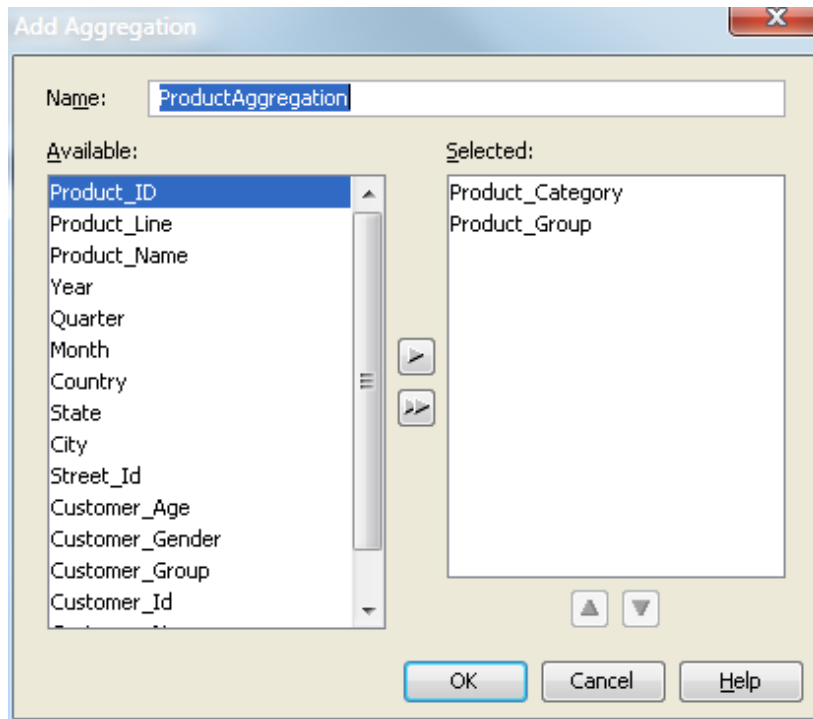 Add Aggregation
X
Name: ProductAggregation
Available:
Product_ID
Product_Line
Product_Name
Year
Quarter
Month
Country
State
City
Street_Id
Customer_Age
Customer_Gender
Customer_Group
Customer_Id
Selected:
Product_Category
Product_Group
OK Cancel Help